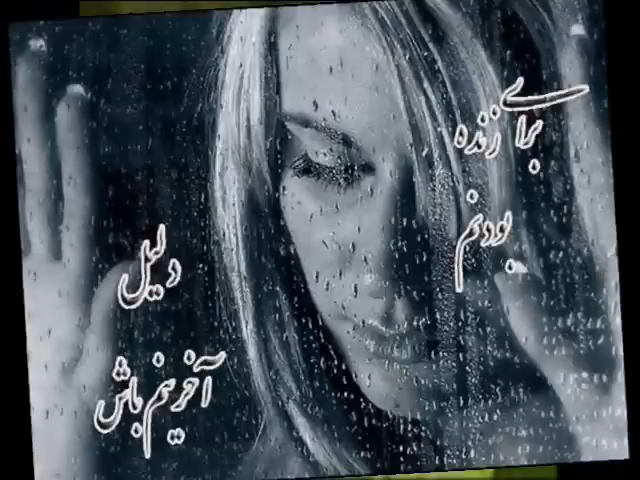 برای زنده
بودنم
دلیل
آخرینم باش